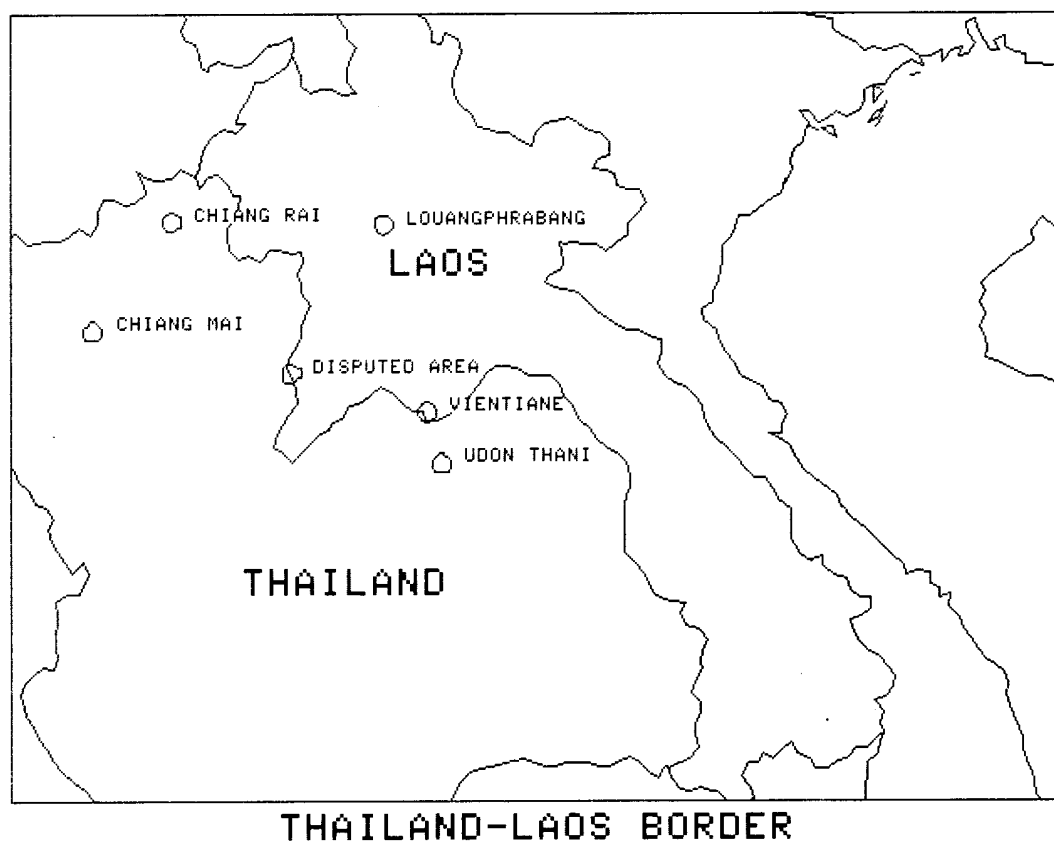 CHIANG RAI
LOUANGPHRABANG
LAOS
CHIANG MAI
DISPUTED AREA
VIENTIANE
UDON THANI
THAILAND
THAILAND-LAOS BORDER